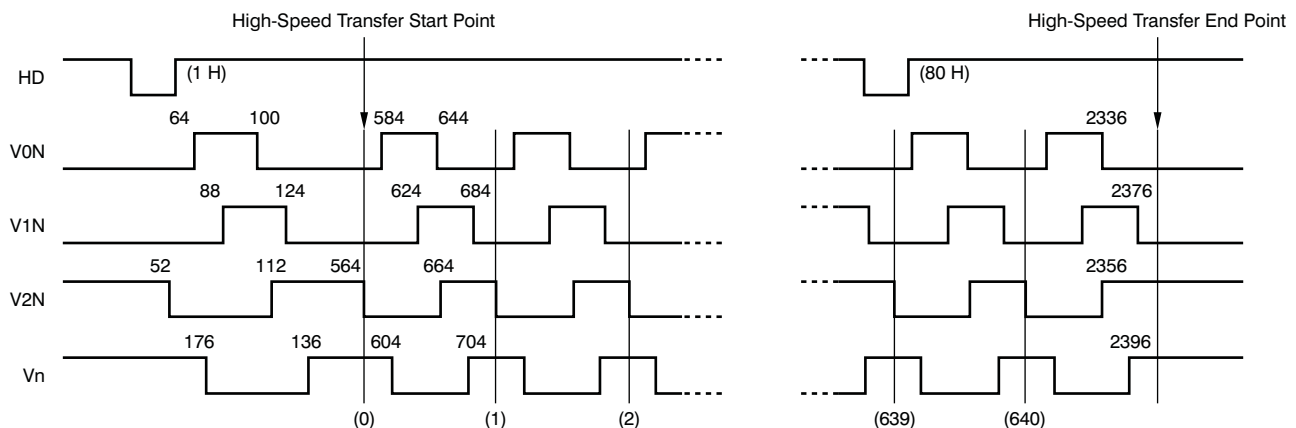 High-Speed Transfer Start Point
High-Speed Transfer End Point
HD
(1 H)
(80 H)
V0N
64
100
584
644
2336
V1N
88
124
624
684
2376
V2N
52
112
564
664
2356
Vn
176
136
604
704
2396
(0)
(1)
(2)
(639)
(640)